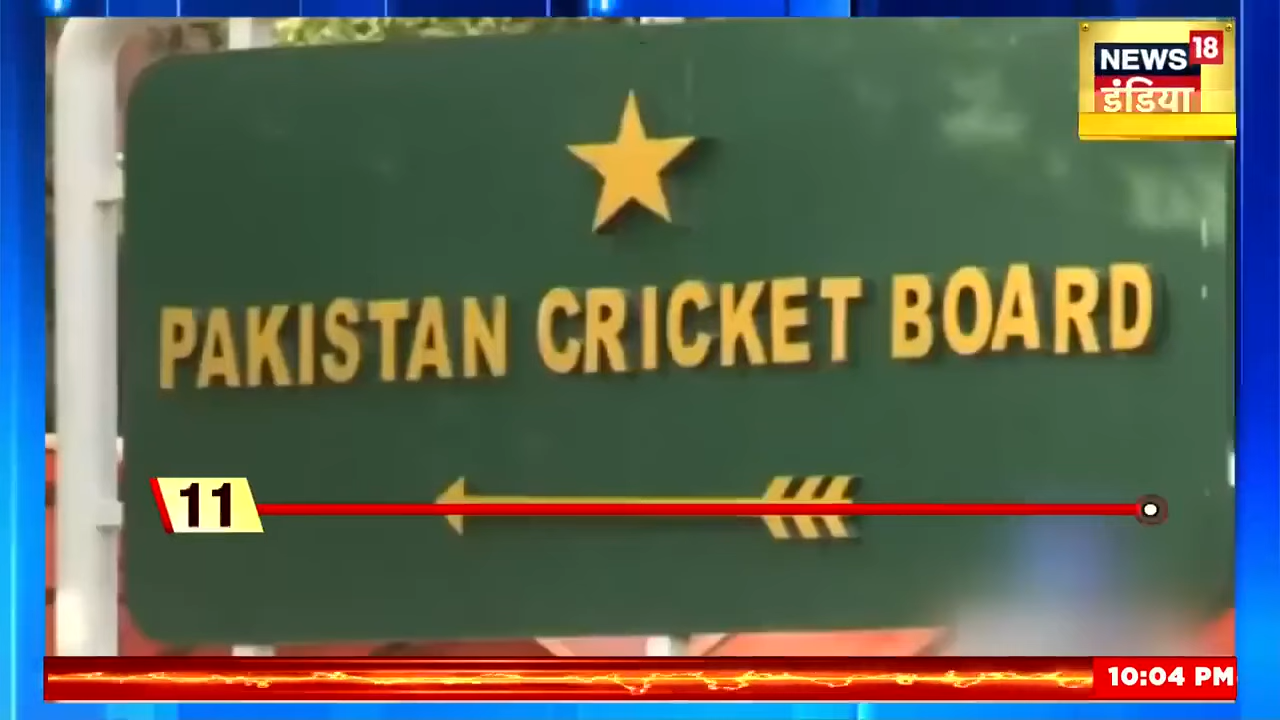 NEWS 18
इंडिया
PAKISTAN CRICKET BOARD
11
10:04 PM